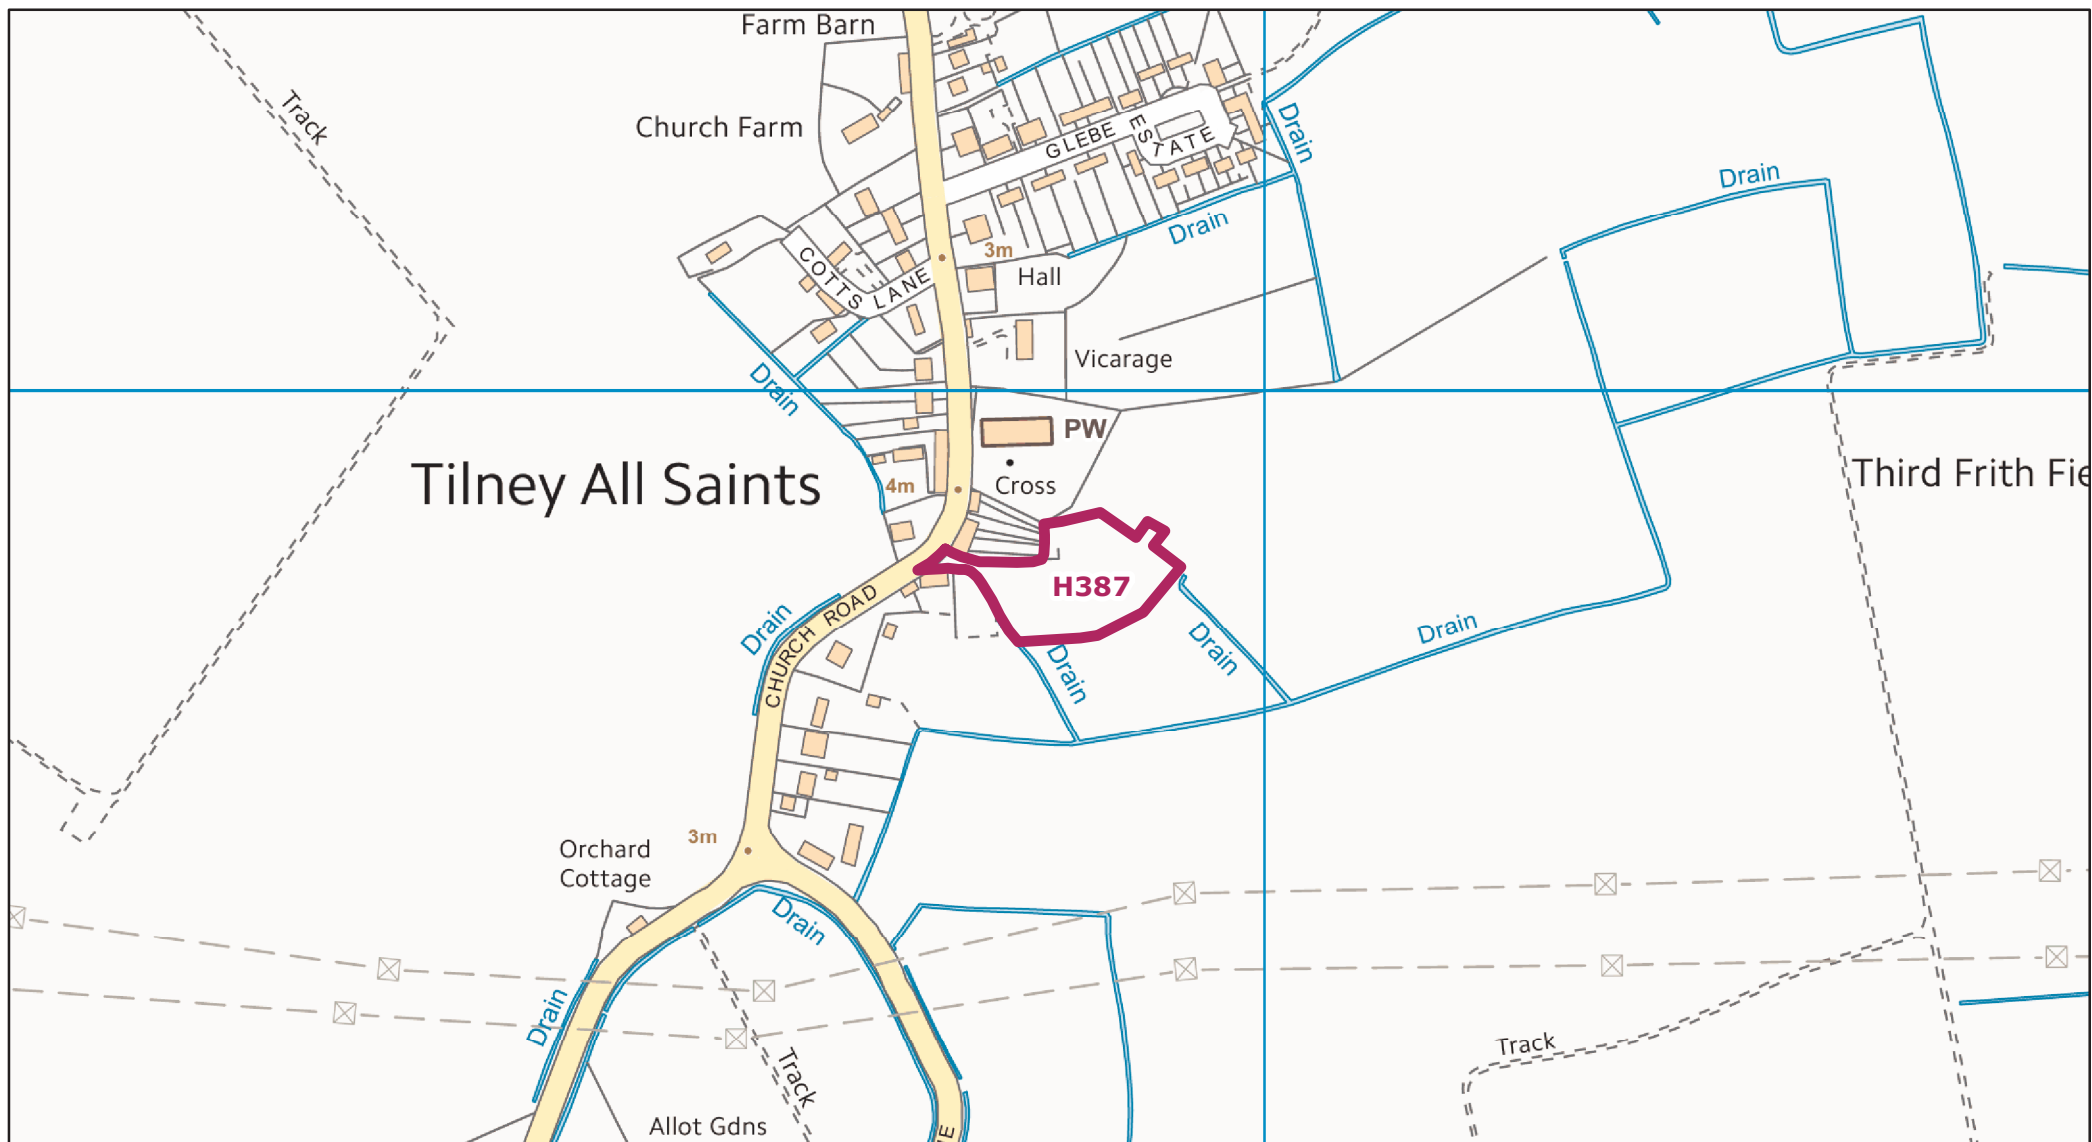 Farm Barn
Track
Church Farm
GLEBE
ESTATE
Drain
Drain
Drain
3m
COTTS LANE
Hall
Vicarage
Drain
PW
Tilney All Saints
4m
Cross
Third Frith Fie
H387
CHURCH ROAD
Drain
Drain
Drain
Drain
3m
Orchard
Cottage
Drain
Drain
Track
Track
Allot Gdns
E